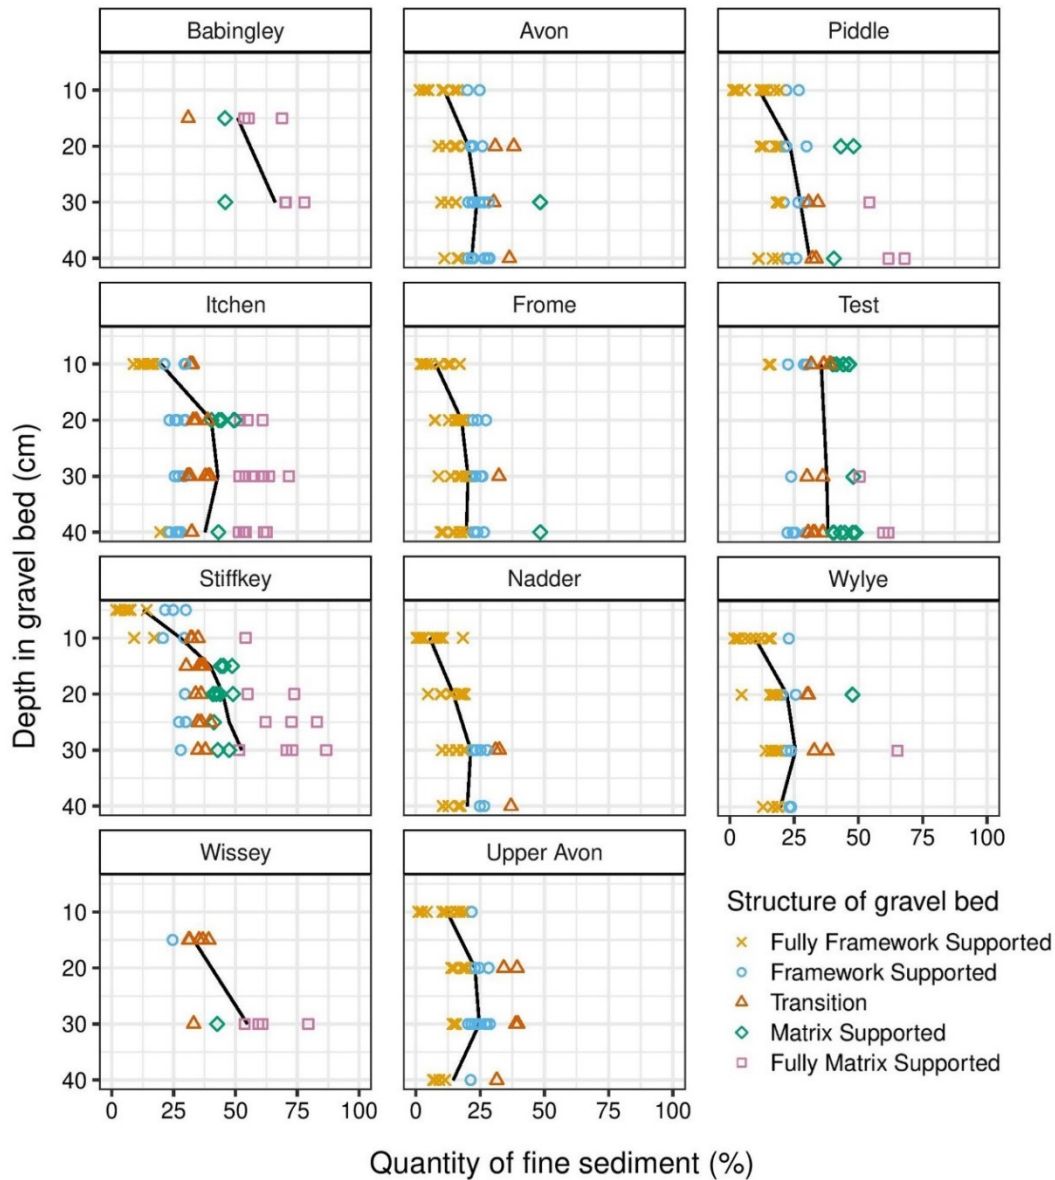 Babingley Avon Piddle
10
20
30
40
Itchen Frome Test
10
20
30
40
Stiffkey Nadder Wylye
10
20
30
40
0 25 50 75 100
Wissey Upper Avon
10
20
30
40
0 25 50 75 100 0 25 50 75 100
Depth in gravel bed (cm)
Quantity of fine sediment (%)
Structure of gravel bed
Fully Framework Supported
Framework Supported
Transition
Matrix Supported
Fully Matrix Supported